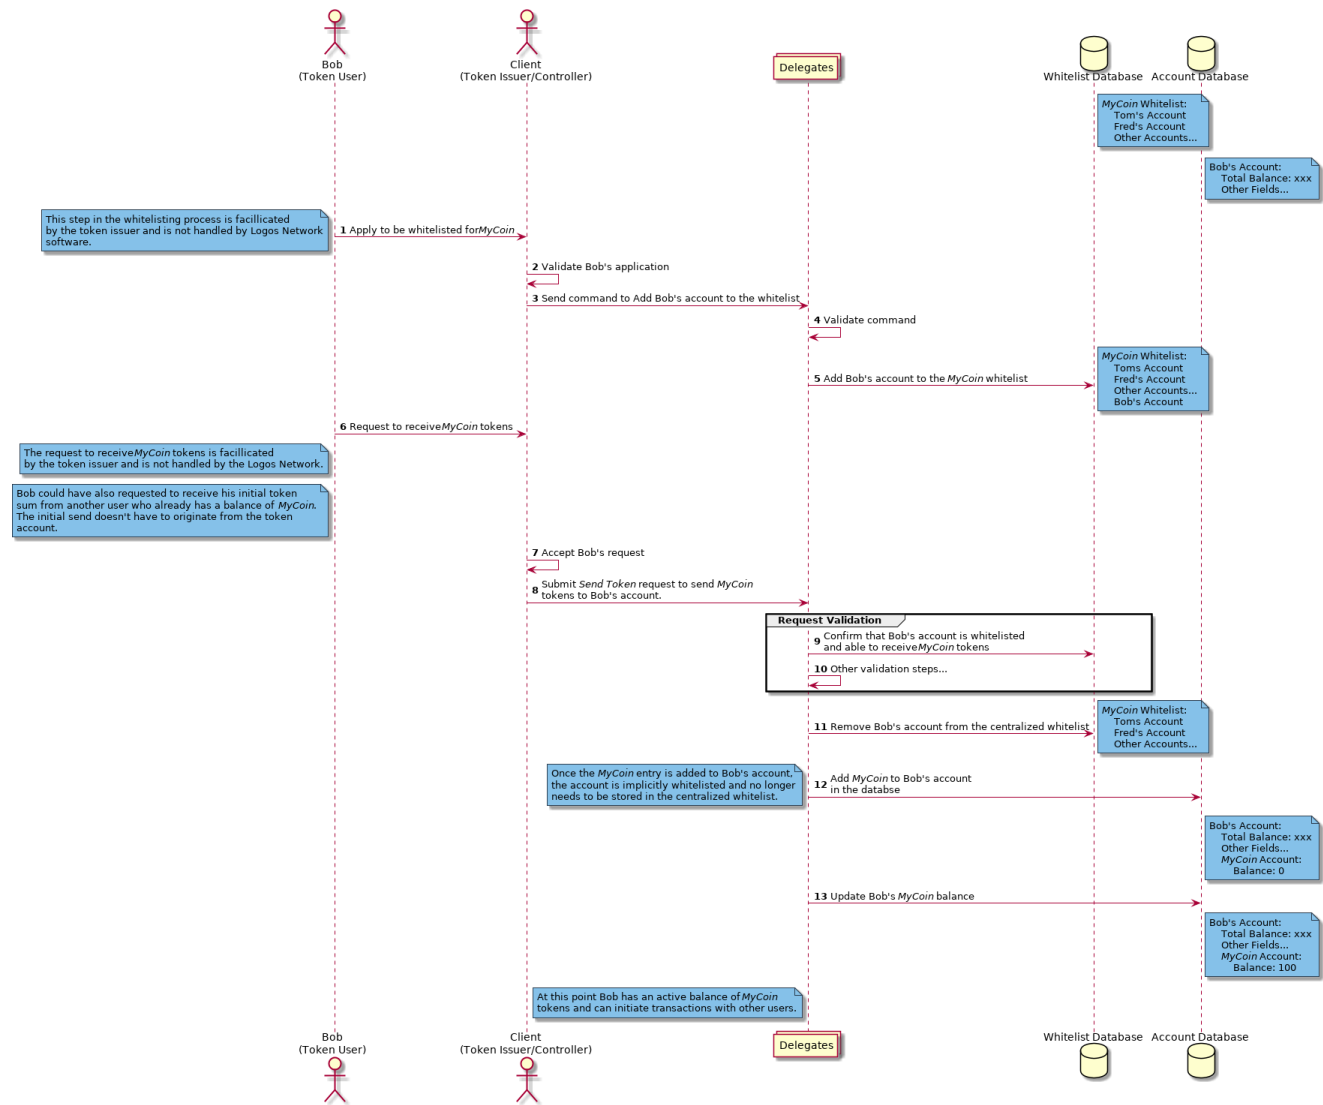 Bob
(Token User)
Client
(Token Issuer/Controller)
Delegates
Whitelist Database
Account Database
MyCoin Whitelist:
Tom's Account
Fred's Account
Other Accounts...
Bob's Account:
Total Balance: xxx
Other Fields...
This step in the whitelisting process is facillicated
by the token issuer and is not handled by Logos Network
software.
1 Apply to be whitelisted forMyCoin
2 Validate Bob's application
3 Send command to Add Bob's account to the whitelist
4 Validate command
5 Add Bob's account to the MyCoin whitelist
MyCoin Whitelist:
Toms Account
Fred's Account
Other Accounts...
Bob's Account
6 Request to receiveMyCoin tokens
The request to receiveMyCoin tokens is facillicated
by the token issuer and is not handled by the Logos Network.
Bob could have also requested to receive his initial token
sum from another user who already has a balance of MyCoin.
The initial send doesn't have to originate from the token
account.
7 Accept Bob's request
8 Submit Send Token request to send MyCoin
tokens to Bob's account.
Request Validation
9 Confirm that Bob's account is whitelisted
and able to receiveMyCoin tokens
10 Other validation steps...
11 Remove Bob's account from the centralized whitelist
MyCoin Whitelist:
Toms Account
Fred's Account
Other Accounts...
Once the MyCoin entry is added to Bob's account,
the account is implicitly whitelisted and no longer
needs to be stored in the centralized whitelist.
12 Add MyCoin to Bob's account
in the databse
Bob's Account:
Total Balance: xxx
Other Fields...
MyCoin Account:
Balance: 0
13 Update Bob's MyCoin balance
Bob's Account:
Total Balance: xxx
Other Fields...
MyCoin Account:
Balance: 100
At this point Bob has an active balance of MyCoin
tokens and can initiate transactions with other users.
Bob
(Token User)
Client
(Token Issuer/Controller)
Delegates
Whitelist Database
Account Database